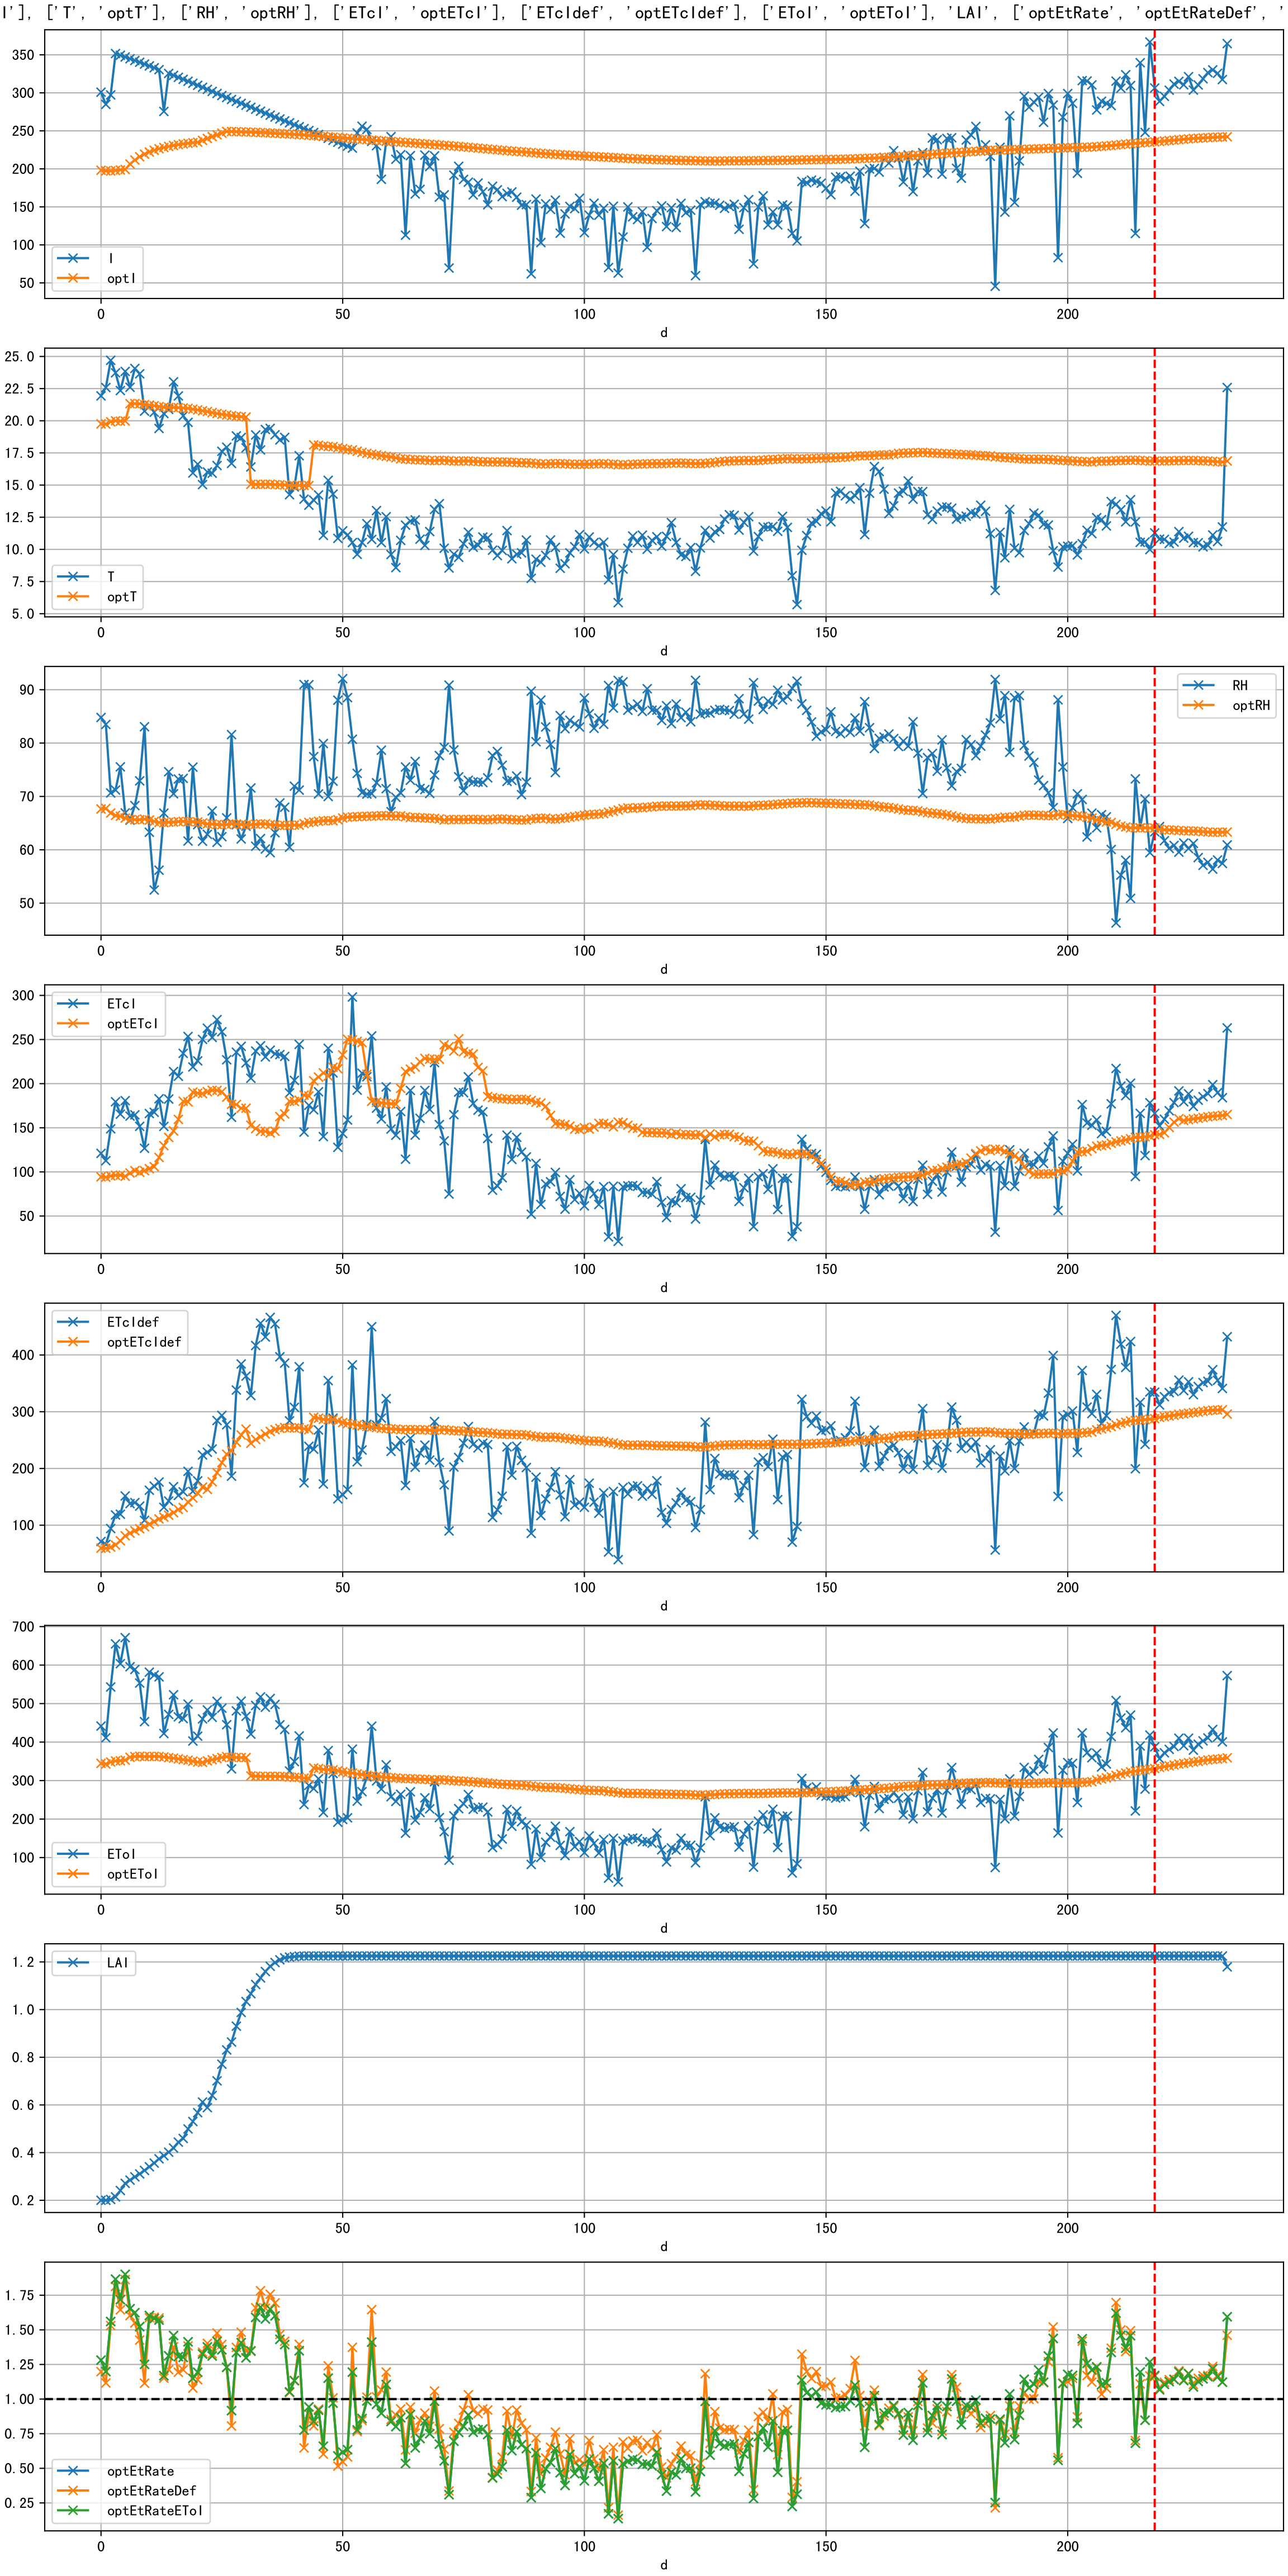 I'], ['T', 'optT'], ['RH', 'optRH'], ['ETcI', 'optETcI'], ['ETcIdef', 'optETcIdef'], ['EToI', 'optEToI'], 'LAI', ['optEtRate', 'optEtRateDef', '
350
300
250
200
150
100
50
I
optI
0 50 100 150 200
d
25.0
22.5
20.0
17.5
15.0
12.5
10.0
7.5
5.0
T
optT
0 50 100 150 200
d
90
80
70
60
50
RH
optRH
0 50 100 150 200
d
300
250
200
150
100
50
ETcI
optETcI
0 50 100 150 200
d
400
300
200
100
ETcIdef
optETcIdef
0 50 100 150 200
d
700
600
500
400
300
200
100
EToI
optEToI
0 50 100 150 200
d
1.2
1.0
0.8
0.6
0.4
0.2
LAI
0 50 100 150 200
d
1.75
1.50
1.25
1.00
0.75
0.50
0.25
optEtRate
optEtRateDef
optEtRateEToI
0 50 100 150 200
d